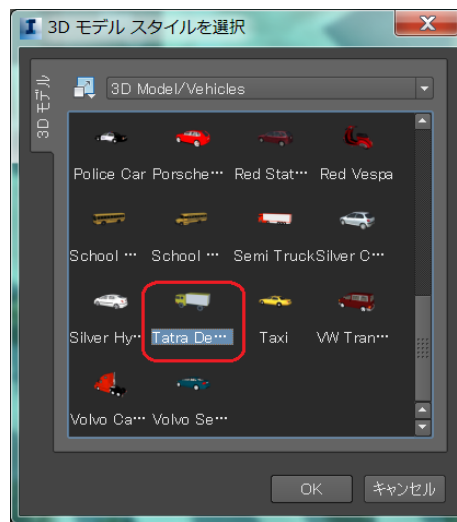 3D モデル スタイルを選択
3D モデル
3D Model/Vehicles
Police Car Porsche… Red Stat… Red Vespa
School … School … Semi Truck Silver C…
Silver Hy… Tatra De… Taxi VW Tran…
Volvo Ca… Volvo Se…
OK キャンセル